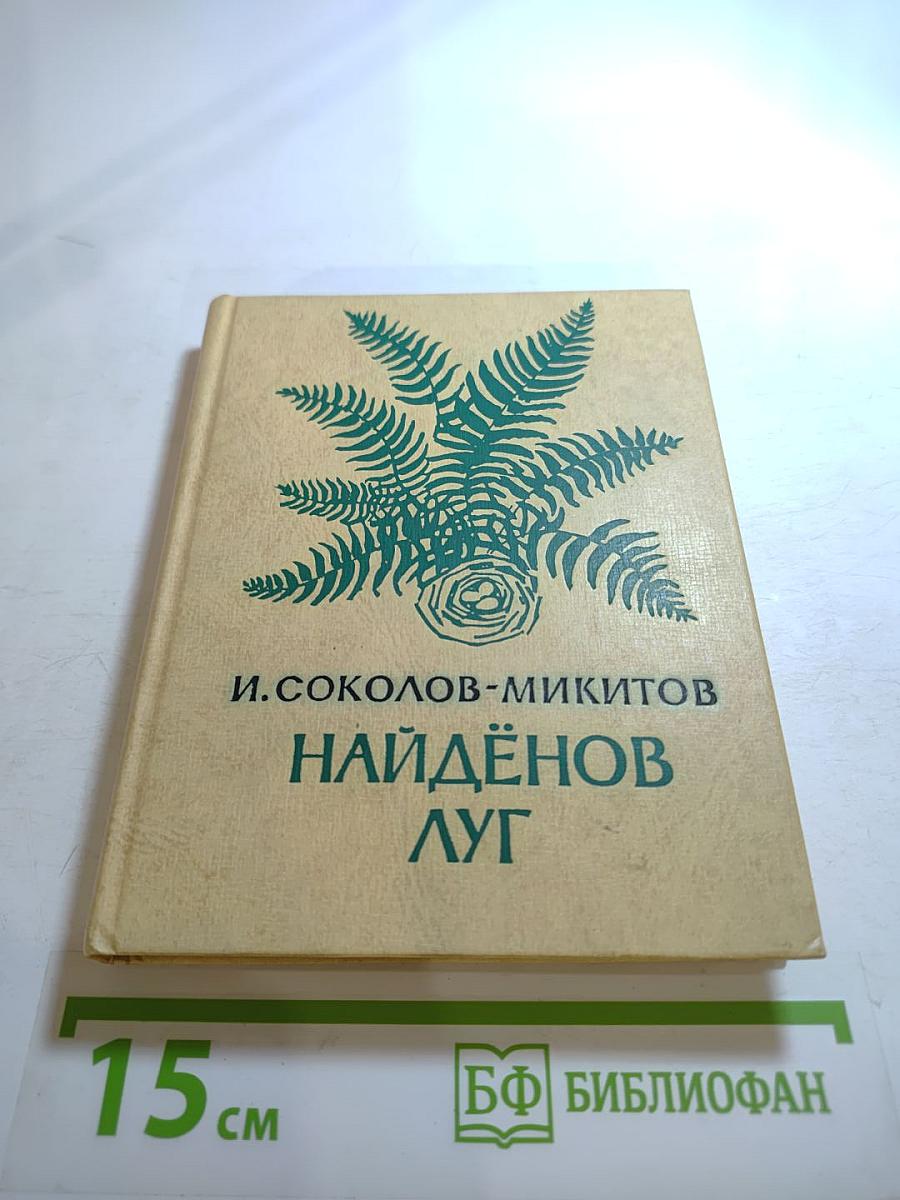 И. СОКОЛОВ-МИКИТОВ
НАЙДЁНОВ
ЛУГ
15 см
БФ БИБЛИОФАН